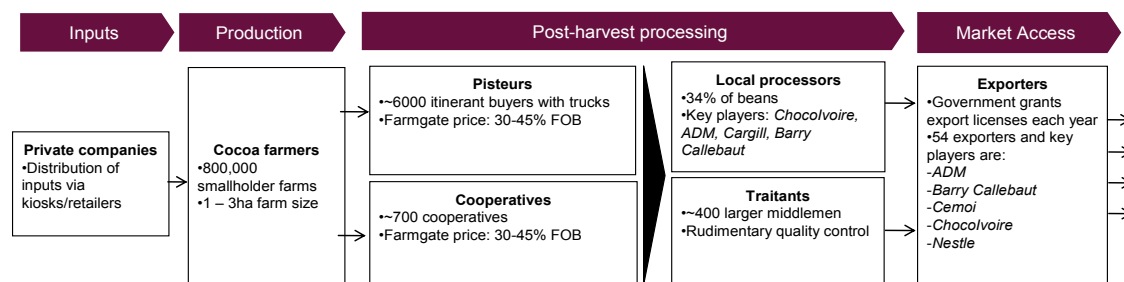 Inputs
Production
Post-harvest processing
Market Access
Private companies
•Distribution of
inputs via
kiosks/retailers
Cocoa farmers
•800,000
smallholder farms
•1 – 3ha farm size
Pisteurs
•~6000 itinerant buyers with trucks
•Farmgate price: 30-45% FOB
Cooperatives
•~700 cooperatives
•Farmgate price: 30-45% FOB
Local processors
•34% of beans
•Key players: ChocoIvoire,
ADM, Cargill, Barry
Callebaut
Traitants
•~400 larger middlemen
•Rudimentary quality control
Exporters
•Government grants
export licenses each year
•54 exporters and key
players are:
-ADM
-Barry Callebaut
-Cemoi
-ChocoIvoire
-Nestle